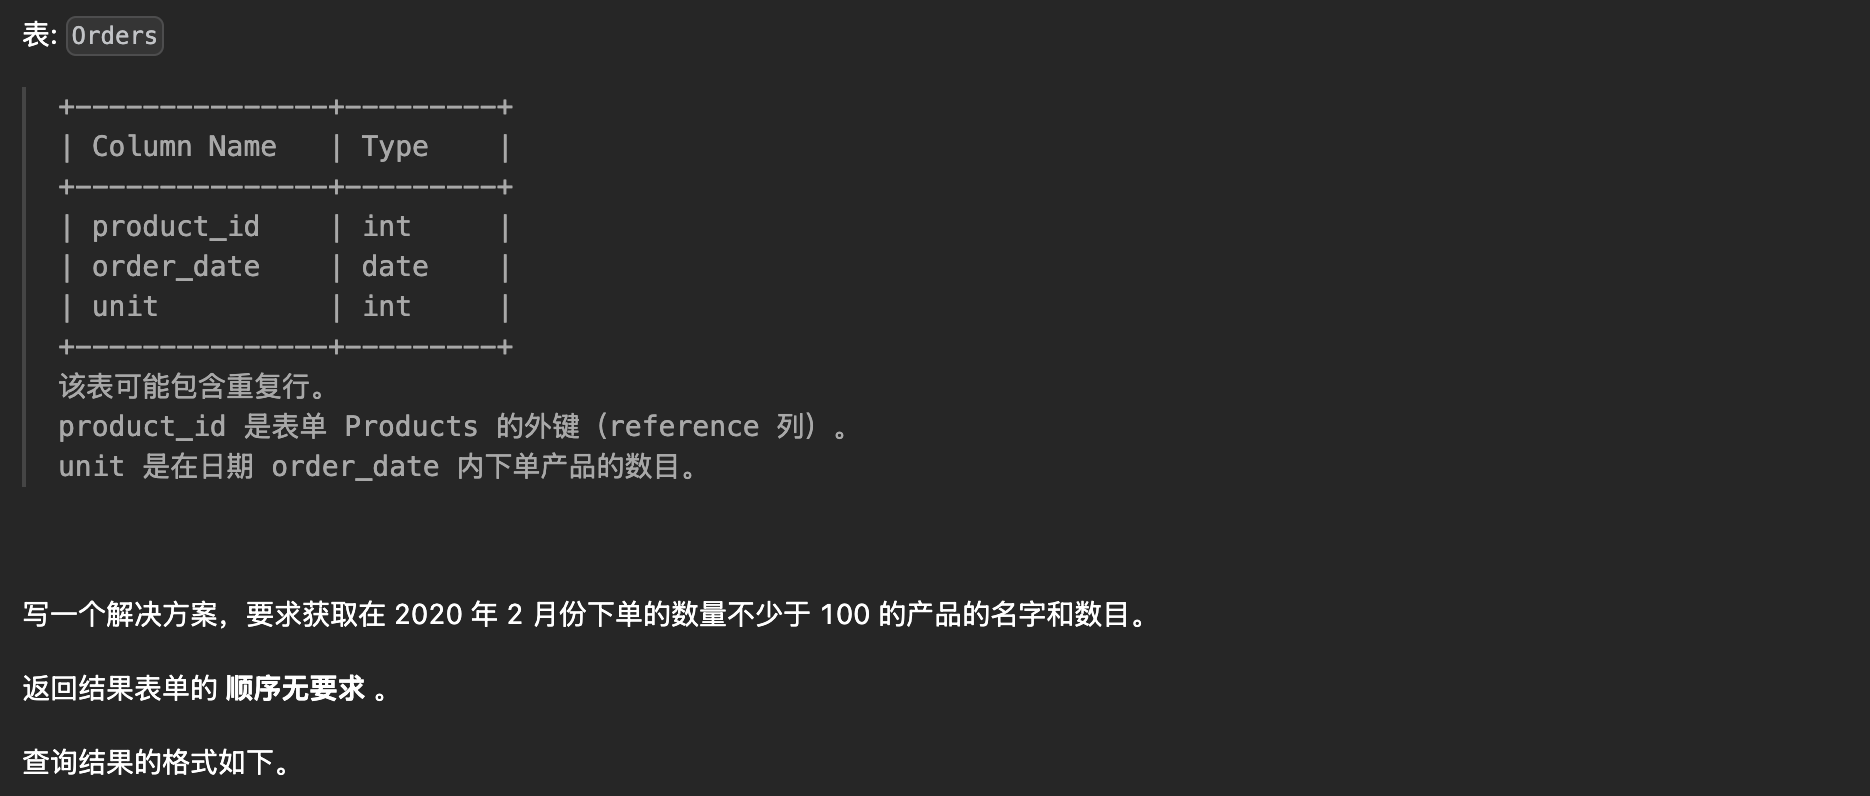 表: Orders
+---------------+---------+
| Column Name   | Type    |
+---------------+---------+
| product_id    | int     |
| order_date    | date    |
| unit          | int     |
+---------------+---------+
该表可能包含重复行。
product_id 是表单 Products 的外键（reference 列）。
unit 是在日期 order_date 内下单产品的数目。
写一个解决方案，要求获取在 2020 年 2 月份下单的数量不少于 100 的产品的名字和数目。
返回结果表单的 顺序无要求 。
查询结果的格式如下。